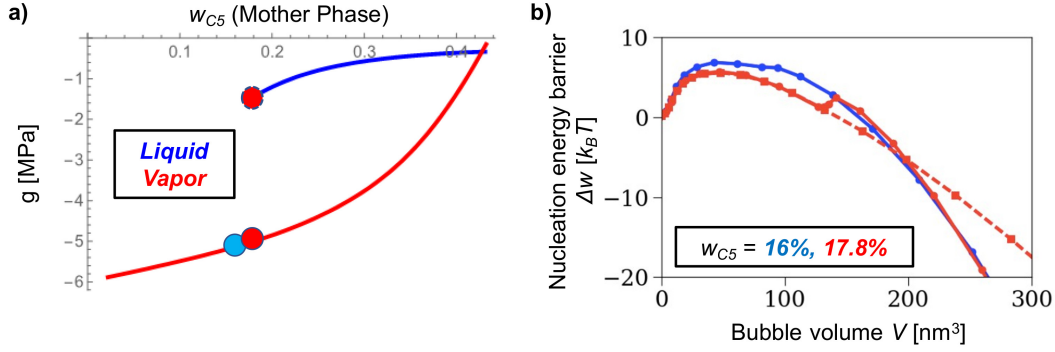 a)
w_C5 (Mother Phase)
0.1 0.3 0.4
−1
−2
−3
−4
−5
−6
g [MPa]
Liquid
Vapor
b)
Nucleation energy barrier
Δw [k_BT]
10
0
−10
−20
w_C5 = 16%, 17.8%
0 100 200 300
Bubble volume V [nm³]